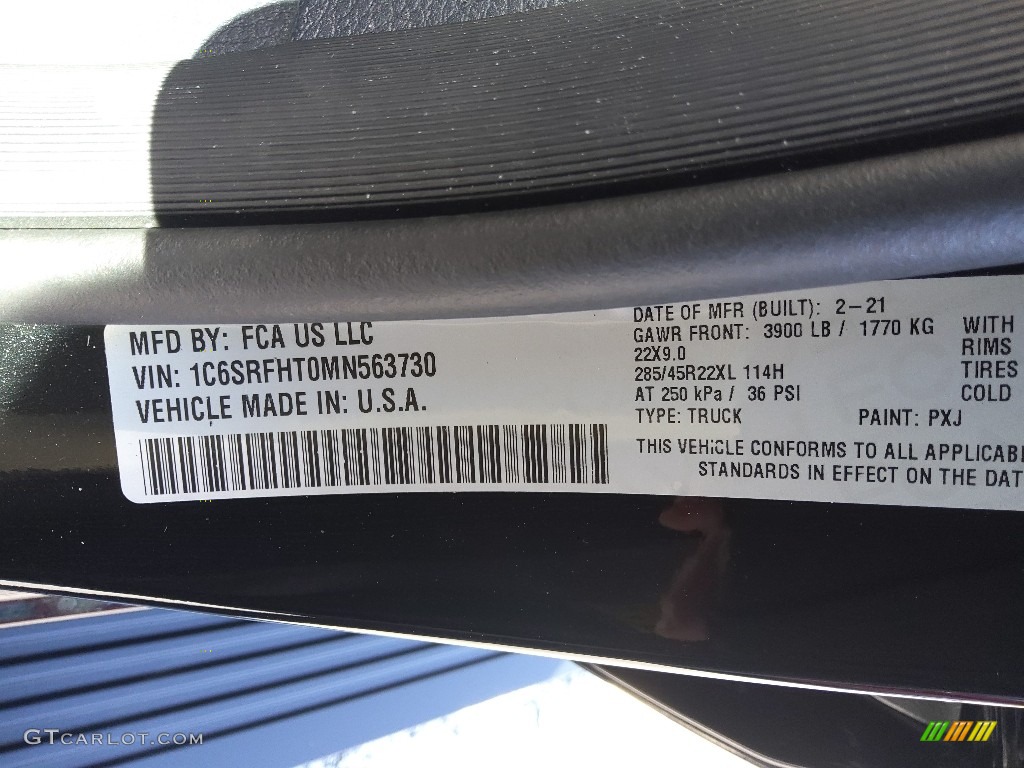 MFD BY: FCA US LLC
VIN: 1C6SRFHT0MN563730
VEHICLE MADE IN: U.S.A.
DATE OF MFR (BUILT): 2-21
GAWR FRONT: 3900 LB / 1770 KG WITH
22X9.0 RIMS
285/45R22XL 114H TIRES
AT 250 kPa / 36 PSI COLD
TYPE: TRUCK PAINT: PXJ
THIS VEHICLE CONFORMS TO ALL APPLICABI
STANDARDS IN EFFECT ON THE DAT
GTCARLOT.COM